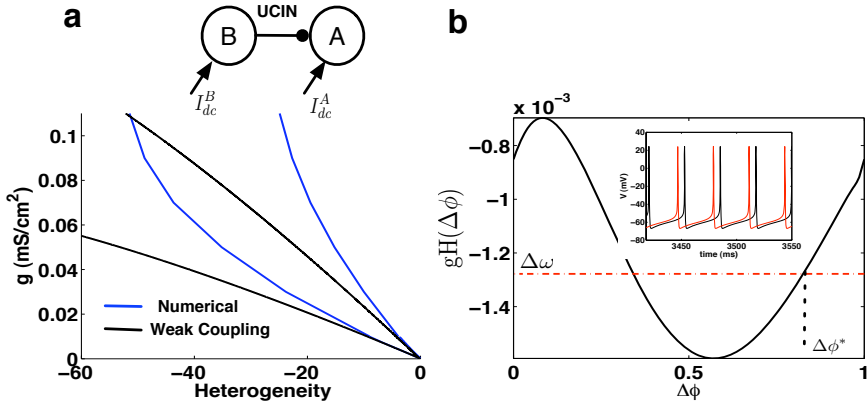 a
UCIN
B
A
I_dc^B
I_dc^A
g (mS/cm²)
0.1
0.08
0.06
0.04
0.02
0
Numerical
Weak Coupling
−60
−40
−20
0
Heterogeneity
b
x 10⁻³
gH(Δϕ)
−0.8
−1
−1.2
−1.4
Δω
Δϕ*
0
0.5
1
Δϕ
V (mV)
40
20
0
−20
−40
−60
−80
3450
3500
3550
time (ms)